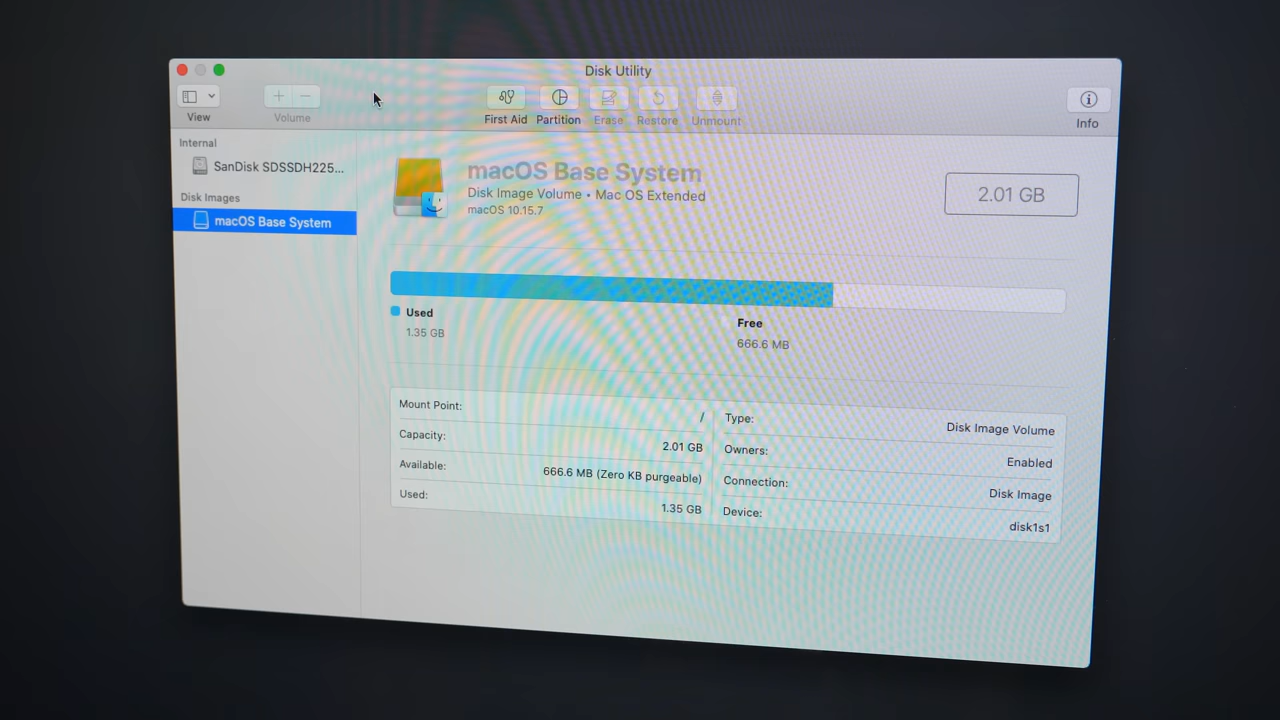 Disk Utility
View
Volume
First Aid
Partition
Erase
Restore
Unmount
Info
Internal
SanDisk SDSSDH225...
Disk Images
macOS Base System
macOS Base System
Disk Image Volume • Mac OS Extended
macOS 10.15.7
2.01 GB
Used
1.35 GB
Free
666.6 MB
Mount Point: /
Capacity: 2.01 GB
Available: 666.6 MB (Zero KB purgeable)
Used: 1.35 GB
Type: Disk Image Volume
Owners: Enabled
Connection: Disk Image
Device: disk1s1